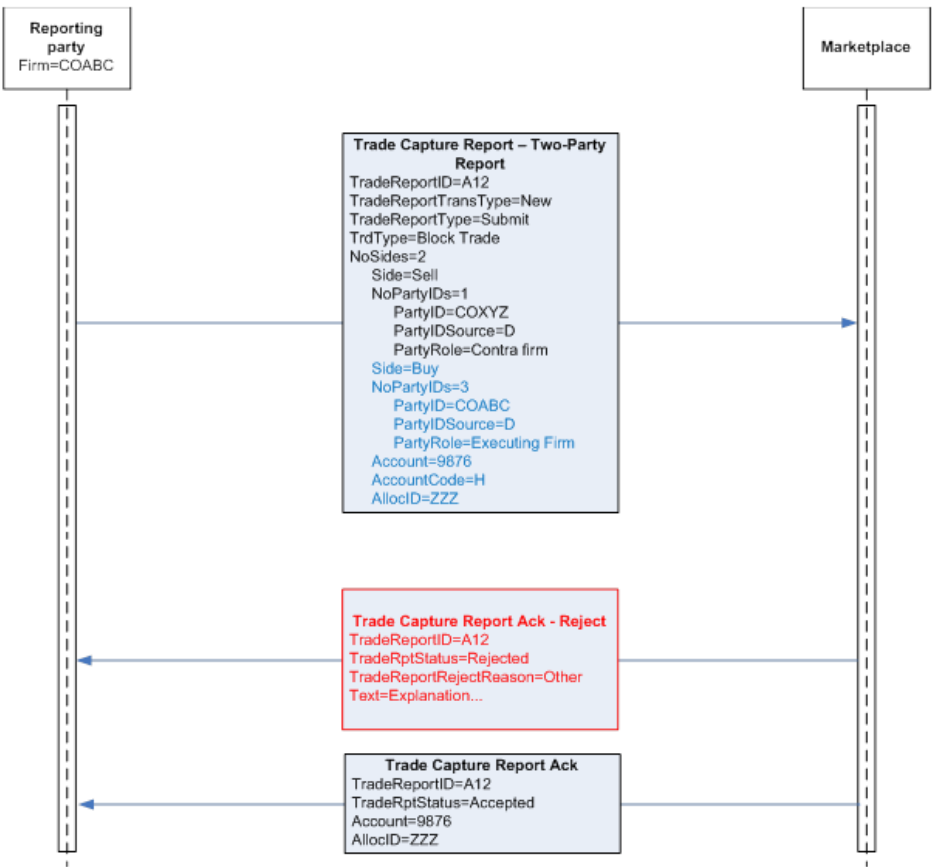 Reporting
party
Firm=COABC
Marketplace
Trade Capture Report – Two-Party
Report
TradeReportID=A12
TradeReportTransType=New
TradeReportType=Submit
TrdType=Block Trade
NoSides=2
Side=Sell
NoPartyIDs=1
PartyID=COXYZ
PartyIDSource=D
PartyRole=Contra firm
Side=Buy
NoPartyIDs=3
PartyID=COABC
PartyIDSource=D
PartyRole=Executing Firm
Account=9876
AccountCode=H
AllocID=ZZZ
Trade Capture Report Ack - Reject
TradeReportID=A12
TradeRptStatus=Rejected
TradeReportRejectReason=Other
Text=Explanation...
Trade Capture Report Ack
TradeReportID=A12
TradeRptStatus=Accepted
Account=9876
AllocID=ZZZ